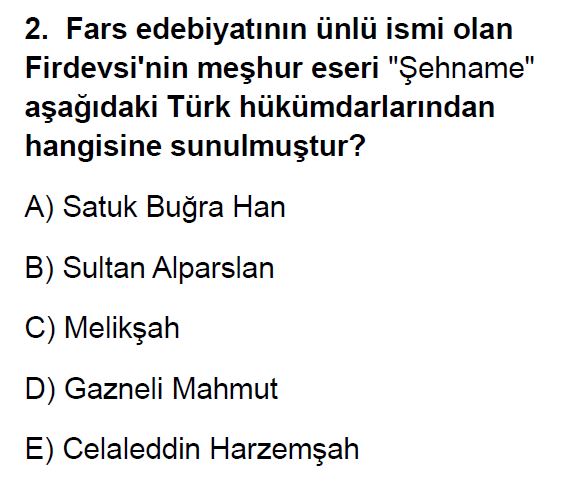 2. Fars edebiyatının ünlü ismi olan
Firdevsi'nin meşhur eseri "Şehname"
aşağıdaki Türk hükümdarlarından
hangisine sunulmuştur?
A) Satuk Buğra Han
B) Sultan Alparslan
C) Melikşah
D) Gazneli Mahmut
E) Celaleddin Harzemşah